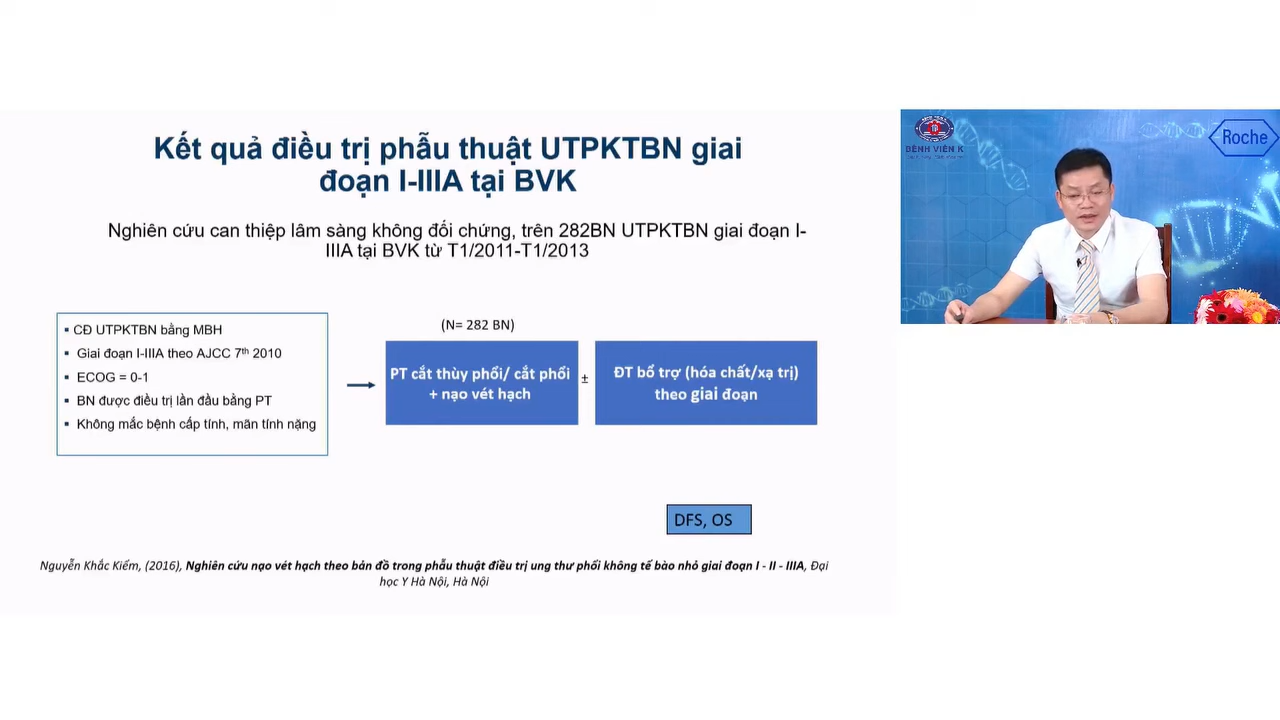 Kết quả điều trị phẫu thuật UTPKTBN giai
đoạn I-IIIA tại BVK
Nghiên cứu can thiệp lâm sàng không đối chứng, trên 282BN UTPKTBN giai đoạn I-
IIIA tại BVK từ T1/2011-T1/2013
▪ CĐ UTPKTBN bằng MBH
▪ Giai đoạn I-IIIA theo AJCC 7th 2010
▪ ECOG = 0-1
▪ BN được điều trị lần đầu bằng PT
▪ Không mắc bệnh cấp tính, mãn tính nặng
(N= 282 BN)
PT cắt thùy phổi/ cắt phổi
+ nạo vét hạch
±
ĐT bổ trợ (hóa chất/xạ trị)
theo giai đoạn
DFS, OS
Nguyễn Khắc Kiểm, (2016), Nghiên cứu nạo vét hạch theo bản đồ trong phẫu thuật điều trị ung thư phổi không tế bào nhỏ giai đoạn I - II - IIIA, Đại
học Y Hà Nội, Hà Nội
BỆNH VIỆN K
Roche